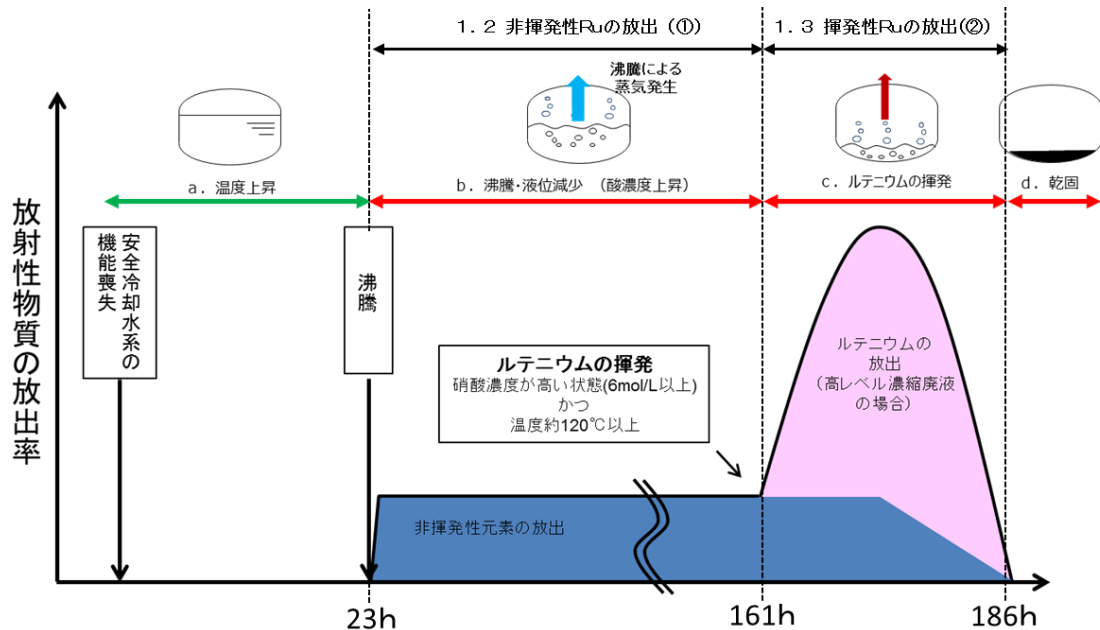 1.2 非揮発性Ruの放出 (①)
1.3 揮発性Ruの放出(②)
沸騰による
蒸気発生
a. 温度上昇
b. 沸騰・液位減少 (酸濃度上昇)
c. ルテニウムの揮発
d. 乾固
放射性物質の放出率
安全冷却水系の
機能喪失
沸騰
ルテニウムの揮発
硝酸濃度が高い状態(6mol/L以上)
かつ
温度約120℃以上
ルテニウムの
放出
(高レベル濃縮廃液
の場合)
非揮発性元素の放出
23h
161h
186h